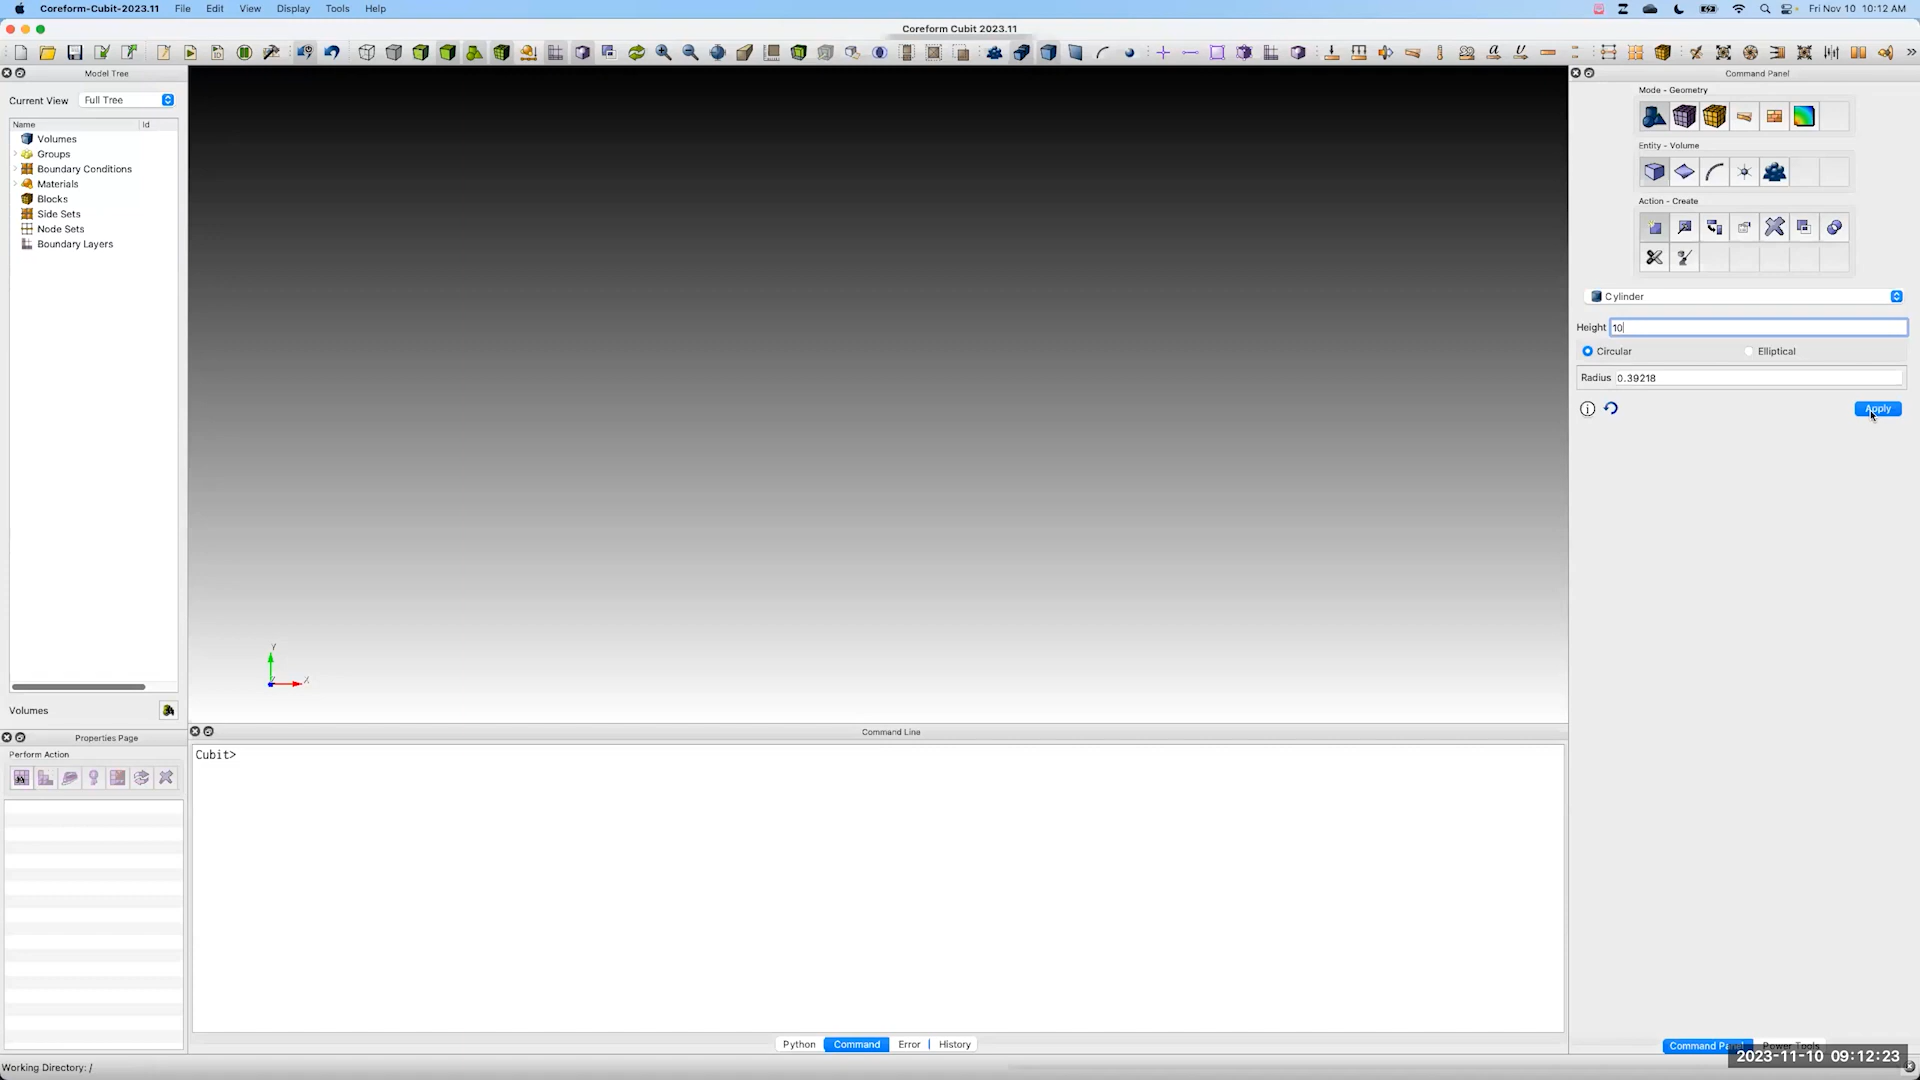 Coreform-Cubit-2023.11 File Edit View Display Tools Help Fri Nov 10 10:12 AM
Coreform Cubit 2023.11
Model Tree
Current View Full Tree
Name Id
Volumes
Groups
Boundary Conditions
Materials
Blocks
Side Sets
Node Sets
Boundary Layers
Volumes
Properties Page
Perform Action
Y
Command Line
Cubit>
Python Command Error History
Command Panel
Mode - Geometry
Entity - Volume
Action - Create
Cylinder
Height 10
Circular Elliptical
Radius 0.39218
Apply
Command Power Tools
2023-11-10 09:12:23
Working Directory: /